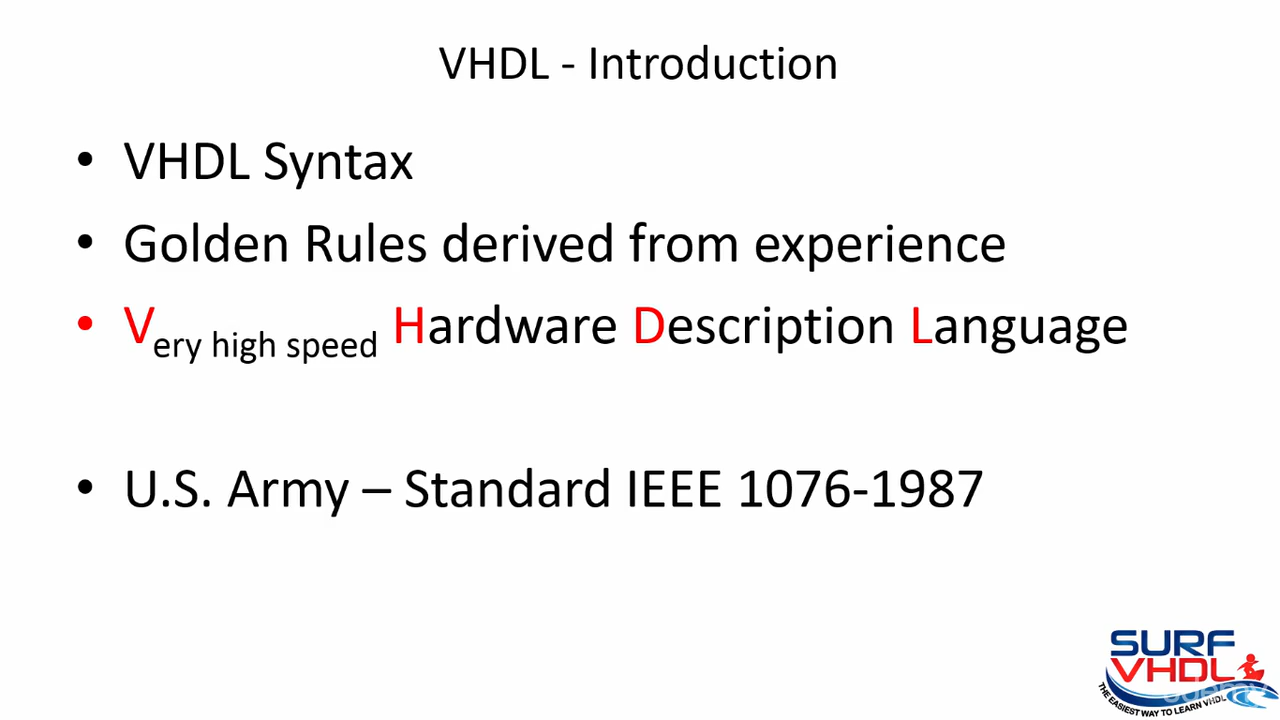 VHDL - Introduction
• VHDL Syntax
• Golden Rules derived from experience
• Very high speed Hardware Description Language
• U.S. Army – Standard IEEE 1076-1987
SURF
VHDL
THE EASIEST WAY TO LEARN VHDL
udemy